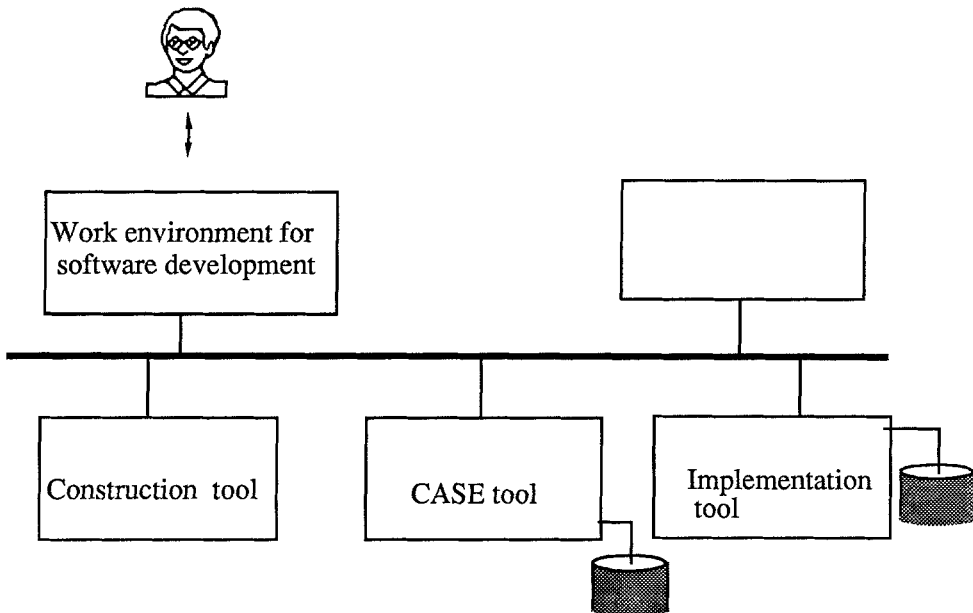 Work environment for
software development
Construction tool
CASE tool
Implementation
tool